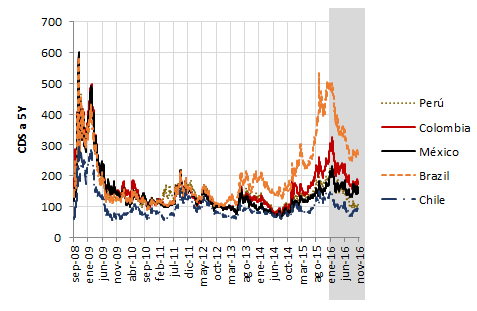 700
600
500
400
300
200
100
0
CDS a 5Y
sep-08
ene-09
jun-09
nov-09
abr-10
sep-10
feb-11
jul-11
dic-11
may-12
oct-12
mar-13
ago-13
ene-14
jun-14
oct-14
mar-15
ago-15
ene-16
jun-16
nov-16
Perú
Colombia
México
Brazil
Chile